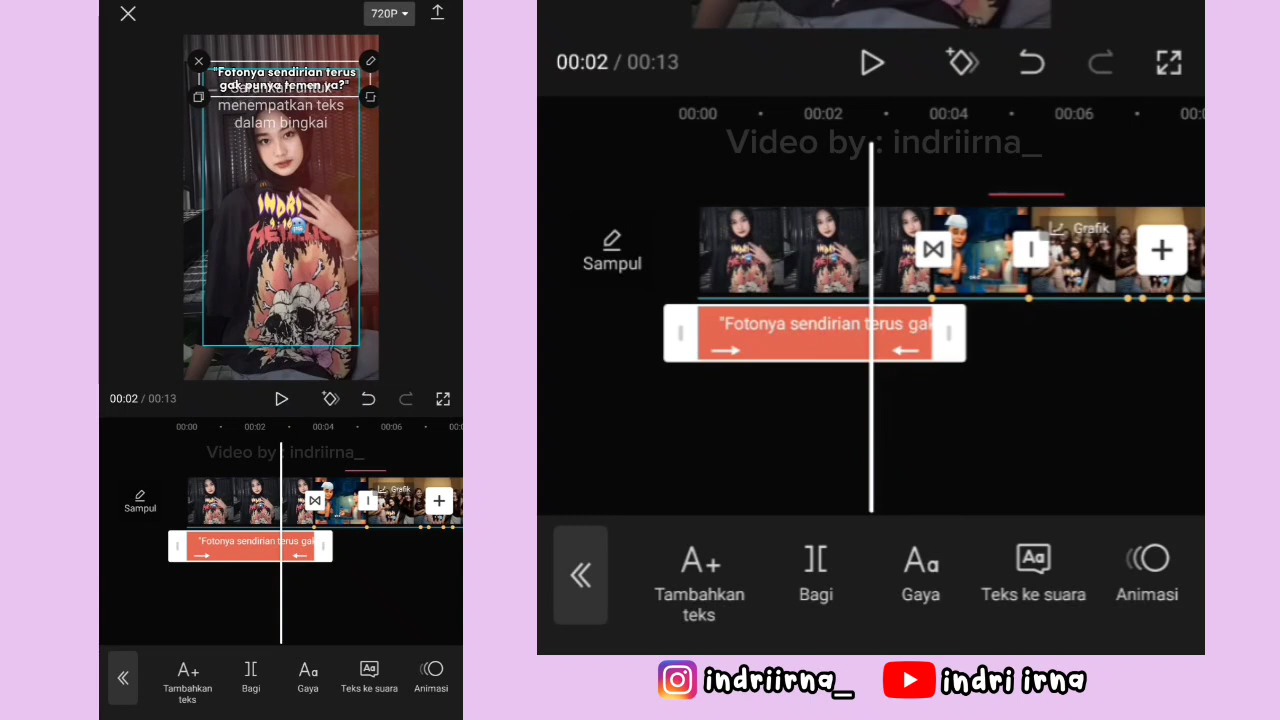 720P
"Fotonya sendirian terus
gak punya temen ya?"
menempatkan teks
dalam bingkai
INDRI
00:02 / 00:13
00:00
00:02
00:04
00:06
Video by : indriirna_
Sampul
Grafik
"Fotonya sendirian terus gak
Tambahkan
teks
Bagi
Gaya
Teks ke suara
Animasi
00:02 / 00:13
00:00
00:02
00:04
00:06
Video by : indriirna_
Sampul
Grafik
"Fotonya sendirian terus gak
Tambahkan
teks
Bagi
Gaya
Teks ke suara
Animasi
indriirna_
indri irna